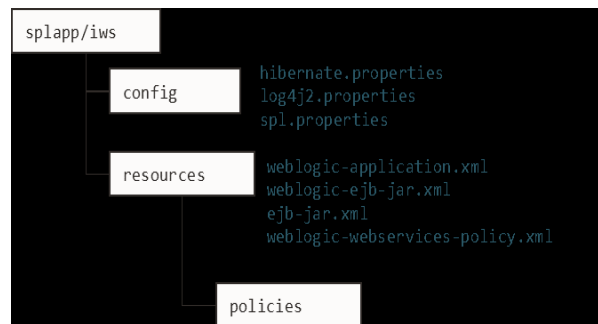 splapp/iws
config
hibernate.properties
log4j2.properties
spl.properties
resources
weblogic-application.xml
weblogic-ejb-jar.xml
ejb-jar.xml
weblogic-webservices-policy.xml
policies